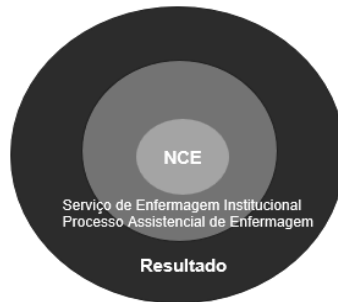 NCE
Serviço de Enfermagem Institucional
Processo Assistencial de Enfermagem
Resultado